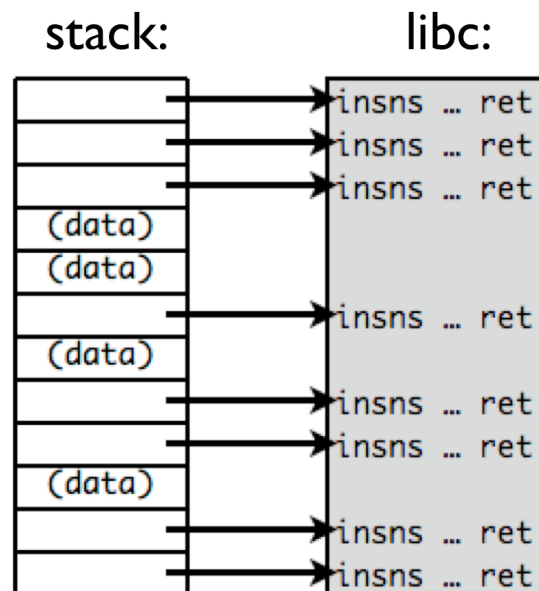 stack: libc:
insns … ret
insns … ret
insns … ret
(data)
(data)
insns … ret
(data)
insns … ret
insns … ret
(data)
insns … ret
insns … ret